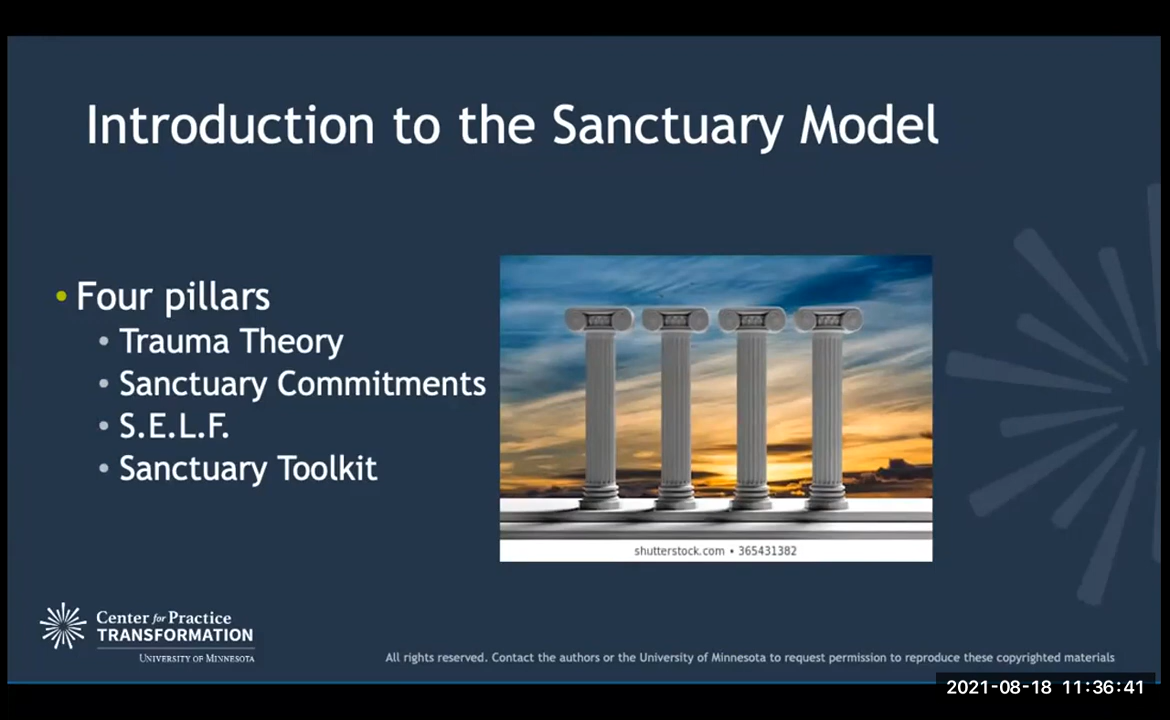 Introduction to the Sanctuary Model
• Four pillars
• Trauma Theory
• Sanctuary Commitments
• S.E.L.F.
• Sanctuary Toolkit
shutterstock.com • 365431382
Center for Practice
TRANSFORMATION
UNIVERSITY OF MINNESOTA
All rights reserved. Contact the authors or the University of Minnesota to request permission to reproduce these copyrighted materials
2021-08-18 11:36:41